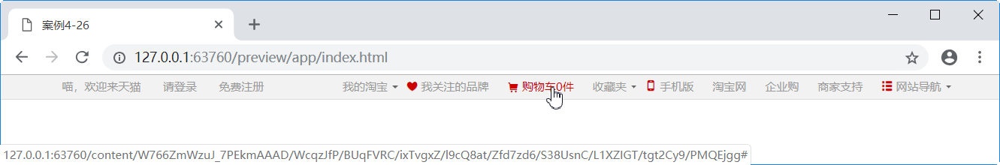 案例4-26
127.0.0.1:63760/preview/app/index.html
喵，欢迎来天猫 请登录 免费注册 我的淘宝 我关注的品牌 购物车0件 收藏夹 手机版 淘宝网 企业购 商家支持 网站导航
127.0.0.1:63760/content/W766ZmWzuJ_7PEkmAAAD/WcqzJfP/BUqFVRC/ixTvgxZ/l9cQ8at/Zfd7zd6/S38UsnC/L1XZIGT/tgt2Cy9/PMQEjgg#